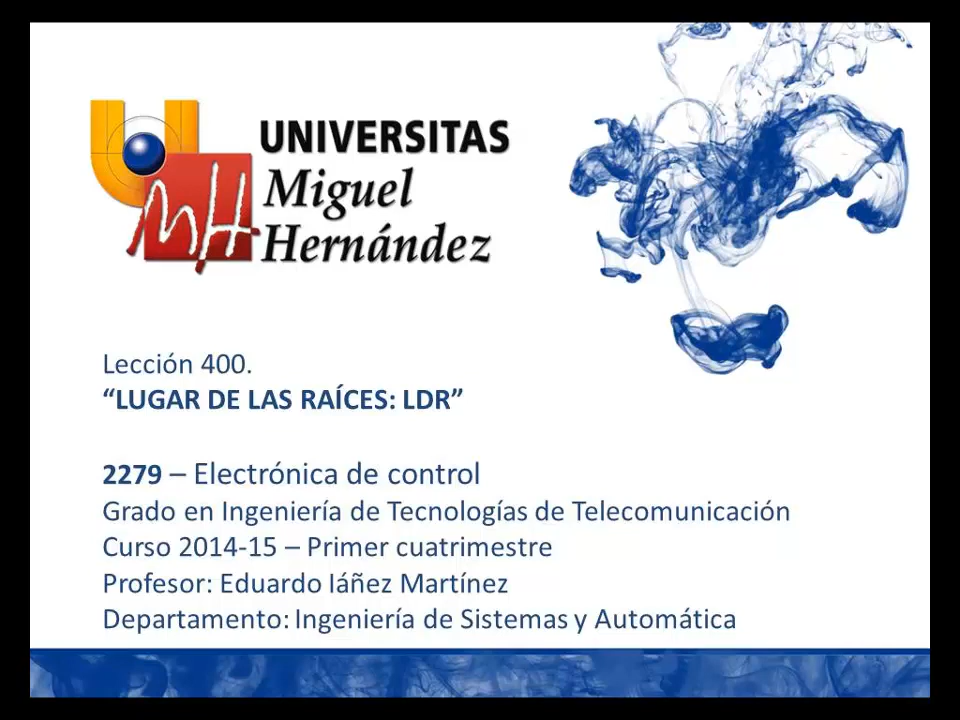 UNIVERSITAS
Miguel
Hernández
Lección 400.
“LUGAR DE LAS RAÍCES: LDR”
2279 – Electrónica de control
Grado en Ingeniería de Tecnologías de Telecomunicación
Curso 2014-15 – Primer cuatrimestre
Profesor: Eduardo Iáñez Martínez
Departamento: Ingeniería de Sistemas y Automática